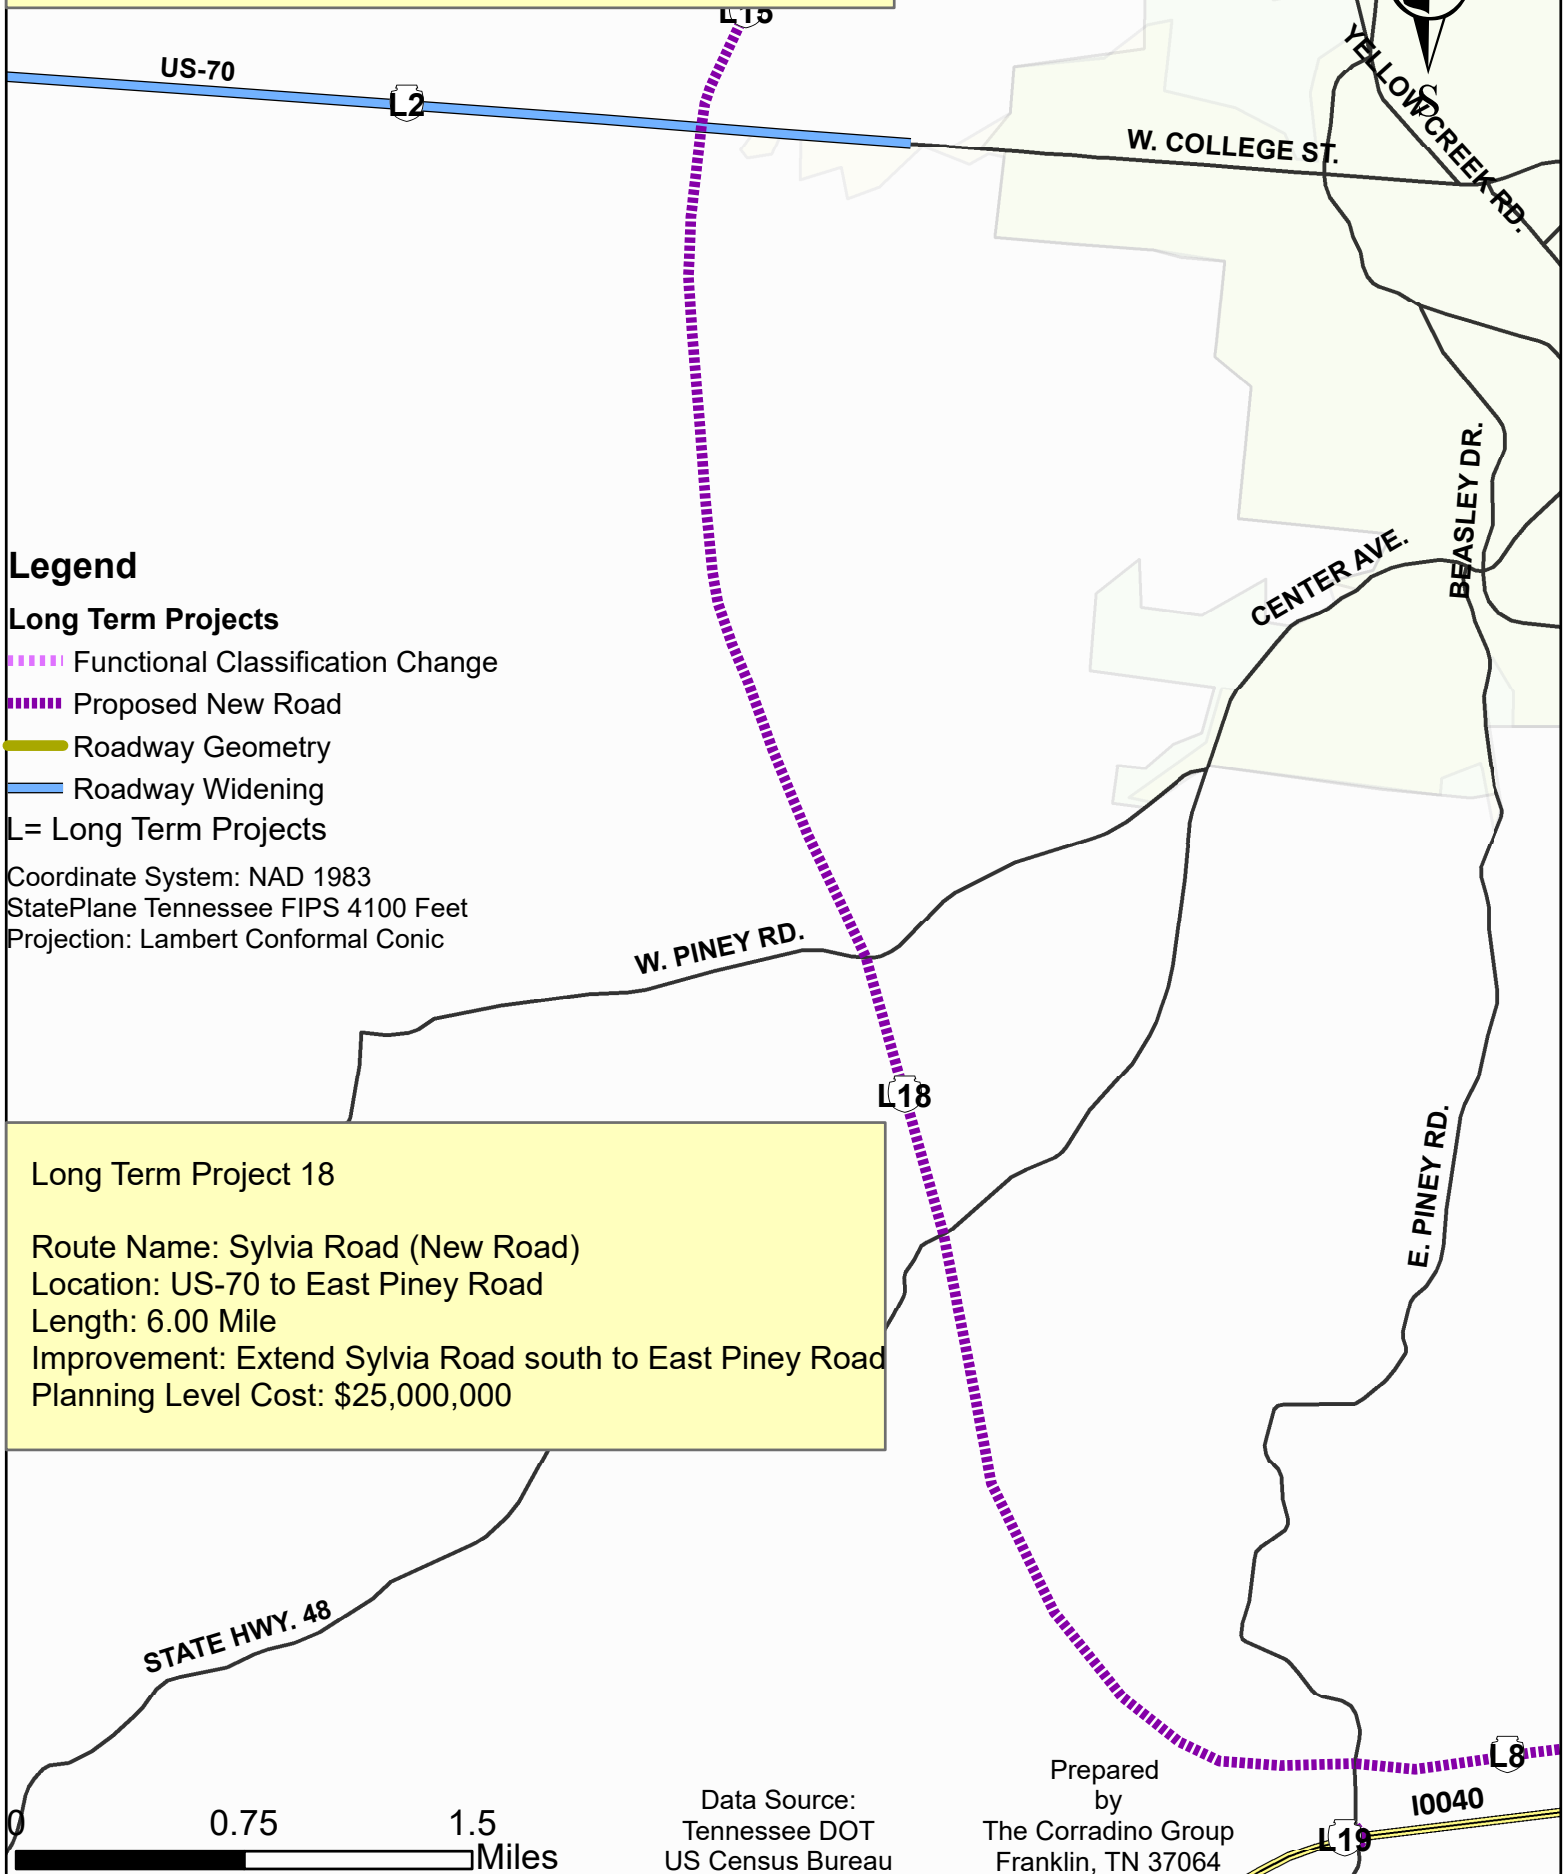 L15
US-70
L2
YELLOW CREEK RD.
S
W. COLLEGE ST.
BEASLEY DR.
CENTER AVE.
Legend
Long Term Projects
Functional Classification Change
Proposed New Road
Roadway Geometry
Roadway Widening
L= Long Term Projects
Coordinate System: NAD 1983
StatePlane Tennessee FIPS 4100 Feet
Projection: Lambert Conformal Conic
W. PINEY RD.
L18
E. PINEY RD.
Long Term Project 18
Route Name: Sylvia Road (New Road)
Location: US-70 to East Piney Road
Length: 6.00 Mile
Improvement: Extend Sylvia Road south to East Piney Road
Planning Level Cost: $25,000,000
STATE HWY. 48
L8
I0040
L19
0 0.75 1.5
Miles
Data Source:
Tennessee DOT
US Census Bureau
Prepared
by
The Corradino Group
Franklin, TN 37064